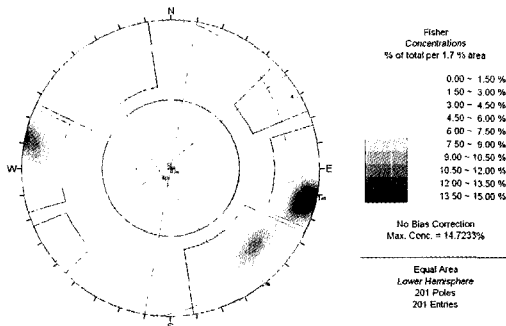 N
W
E
S
Fisher
Concentrations
% of total per 1.7 % area
0.00 ~ 1.50 %
1.50 ~ 3.00 %
3.00 ~ 4.50 %
4.50 ~ 6.00 %
6.00 ~ 7.50 %
7.50 ~ 9.00 %
9.00 ~ 10.50 %
10.50 ~ 12.00 %
12.00 ~ 13.50 %
13.50 ~ 15.00 %
No Bias Correction
Max. Conc. = 14.7233%
Equal Area
Lower Hemisphere
201 Poles
201 Entries